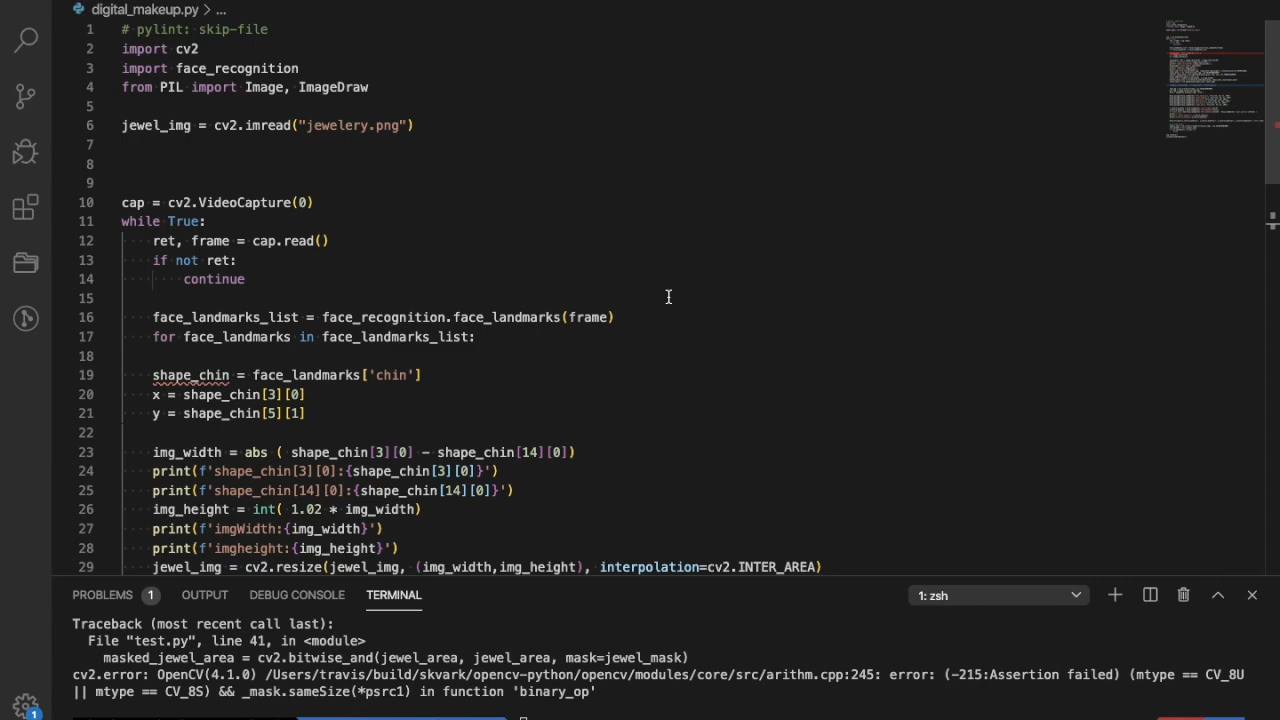 digital_makeup.py > ...
1 # pylint: skip-file
2 import cv2
3 import face_recognition
4 from PIL import Image, ImageDraw
5
6 jewel_img = cv2.imread("jewelery.png")
7
8
9
10 cap = cv2.VideoCapture(0)
11 while True:
12 ret, frame = cap.read()
13 if not ret:
14 continue
15
16 face_landmarks_list = face_recognition.face_landmarks(frame)
17 for face_landmarks in face_landmarks_list:
18
19 shape_chin = face_landmarks['chin']
20 x = shape_chin[3][0]
21 y = shape_chin[5][1]
22
23 img_width = abs ( shape_chin[3][0] - shape_chin[14][0])
24 print(f'shape_chin[3][0]:{shape_chin[3][0]}')
25 print(f'shape_chin[14][0]:{shape_chin[14][0]}')
26 img_height = int( 1.02 * img_width)
27 print(f'imgWidth:{img_width}')
28 print(f'imgheight:{img_height}')
29 jewel_img = cv2.resize(jewel_img, (img_width,img_height), interpolation=cv2.INTER_AREA)
PROBLEMS 1 OUTPUT DEBUG CONSOLE TERMINAL 1: zsh
Traceback (most recent call last):
File "test.py", line 41, in <module>
masked_jewel_area = cv2.bitwise_and(jewel_area, jewel_area, mask=jewel_mask)
cv2.error: OpenCV(4.1.0) /Users/travis/build/skvark/opencv-python/opencv/modules/core/src/arithm.cpp:245: error: (-215:Assertion failed) (mtype == CV_8U
|| mtype == CV_8S) && _mask.sameSize(*psrc1) in function 'binary_op'
1